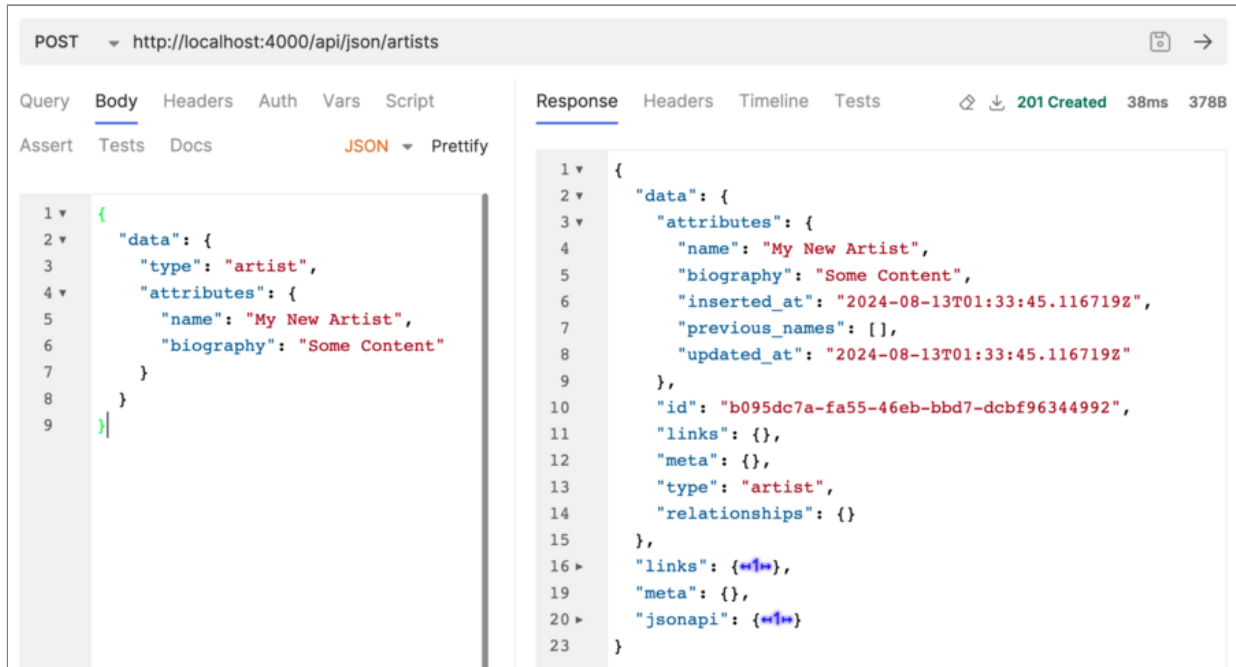 POST http://localhost:4000/api/json/artists
Query Body Headers Auth Vars Script
Assert Tests Docs JSON Prettify
1 {
2 "data": {
3 "type": "artist",
4 "attributes": {
5 "name": "My New Artist",
6 "biography": "Some Content"
7 }
8 }
9 }
Response Headers Timeline Tests 201 Created 38ms 378B
1 {
2 "data": {
3 "attributes": {
4 "name": "My New Artist",
5 "biography": "Some Content",
6 "inserted_at": "2024-08-13T01:33:45.116719Z",
7 "previous_names": [],
8 "updated_at": "2024-08-13T01:33:45.116719Z"
9 },
10 "id": "b095dc7a-fa55-46eb-bbd7-dcbf96344992",
11 "links": {},
12 "meta": {},
13 "type": "artist",
14 "relationships": {}
15 },
16 "links": {↤1↦},
19 "meta": {},
20 "jsonapi": {↤1↦}
23 }